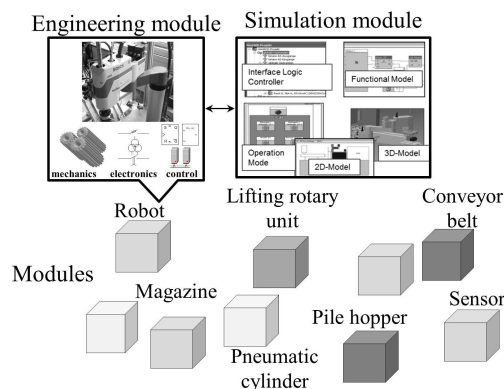 Engineering module
Simulation module
Interface Logic
Controller
Functional Model
Operation
Mode
2D-Model
3D-Model
mechanics
electronics
control
Robot
Lifting rotary
unit
Conveyor
belt
Modules
Magazine
Pneumatic
cylinder
Pile hopper
Sensor